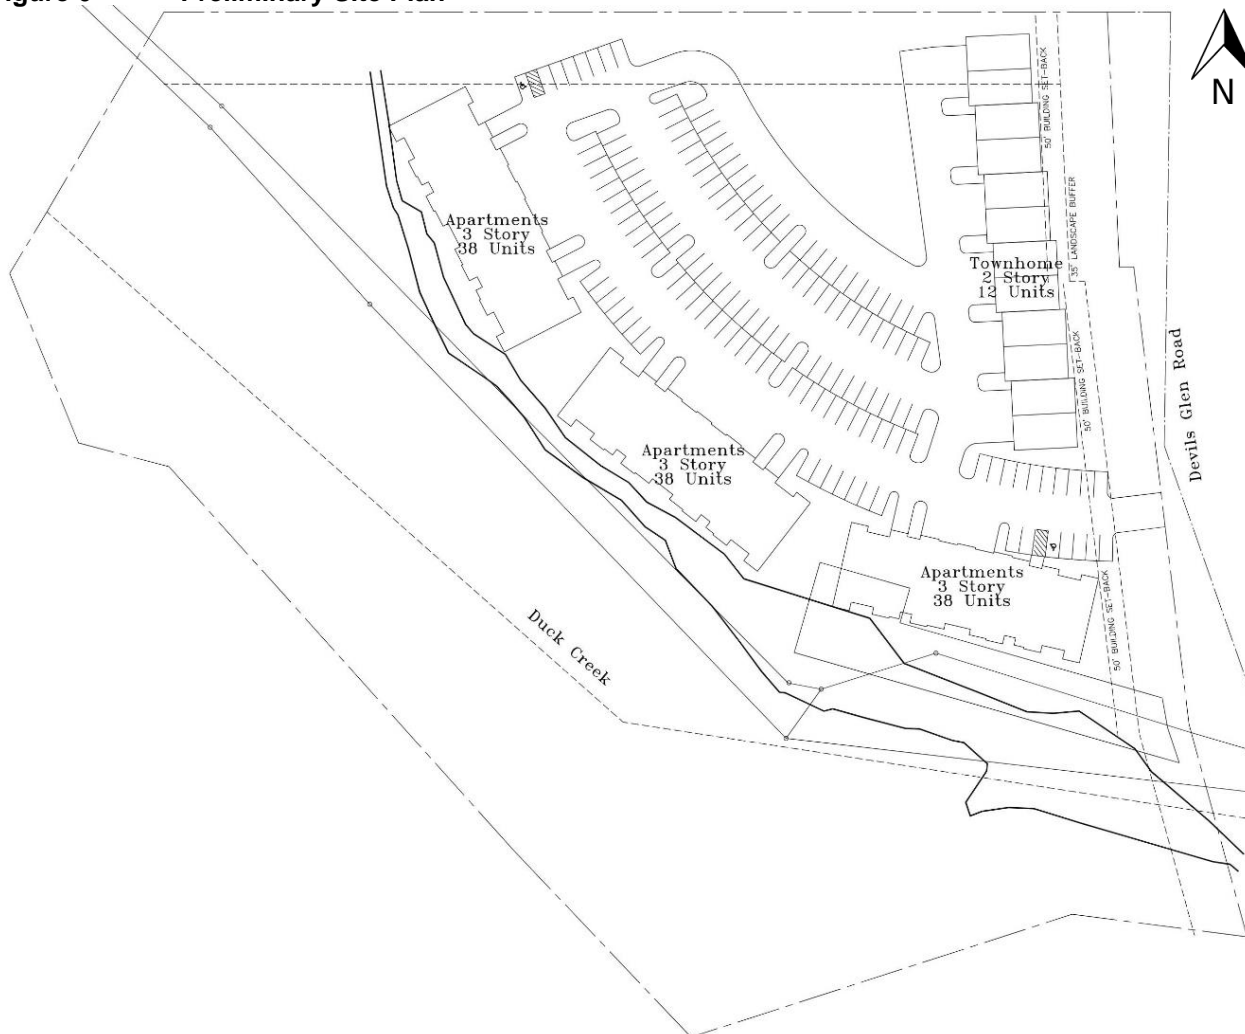 Preliminary Site Plan
N
50' BUILDING SET-BACK
35' LANDSCAPE BUFFER
Apartments
3 Story
38 Units
Townhome
2 Story
12 Units
50' BUILDING SET-BACK
Devils Glen Road
Apartments
3 Story
38 Units
Apartments
3 Story
38 Units
50' BUILDING SET-BACK
Duck Creek